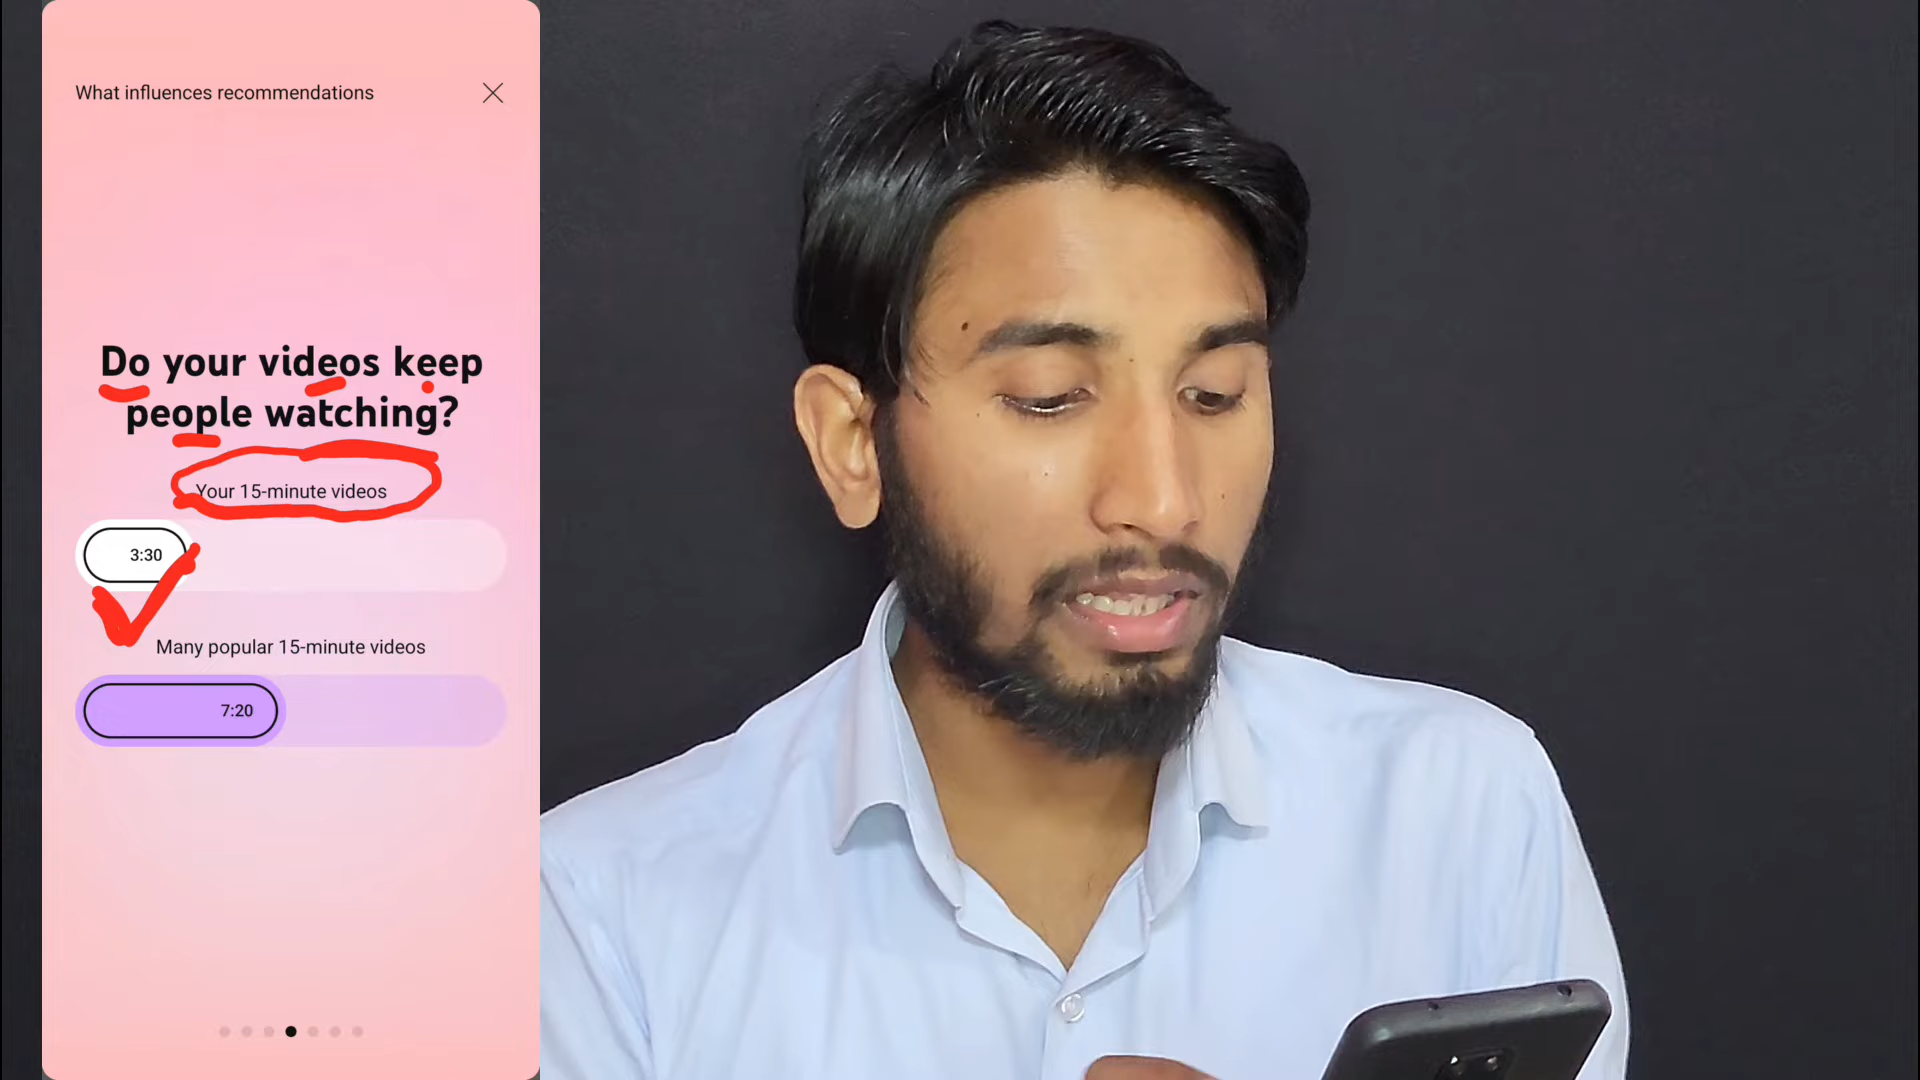 What influences recommendations
Do your videos keep
people watching?
Your 15-minute videos
3:30
Many popular 15-minute videos
7:20